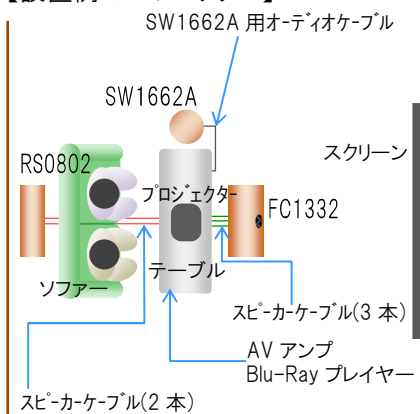 SW1662A 用オーディオケーブル
SW1662A
スクリーン
RS0802
プロジェクター
FC1332
テーブル
ソファー
スピーカーケーブル(3 本)
AV アンプ
Blu-Ray プレイヤー
スピーカーケーブル(2 本)